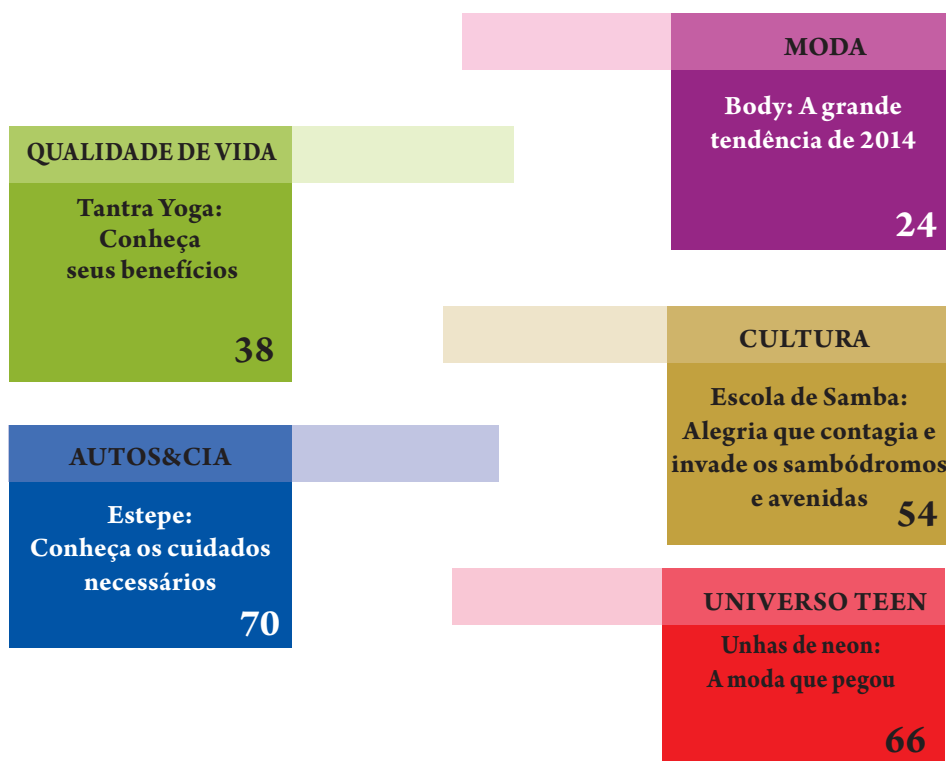 MODA
Body: A grande
tendência de 2014
24
QUALIDADE DE VIDA
Tantra Yoga:
Conheça
seus benefícios
38
CULTURA
Escola de Samba:
Alegria que contagia e
invade os sambódromos
e avenidas
54
AUTOS&CIA
Estepe:
Conheça os cuidados
necessários
70
UNIVERSO TEEN
Unhas de neon:
A moda que pegou
66